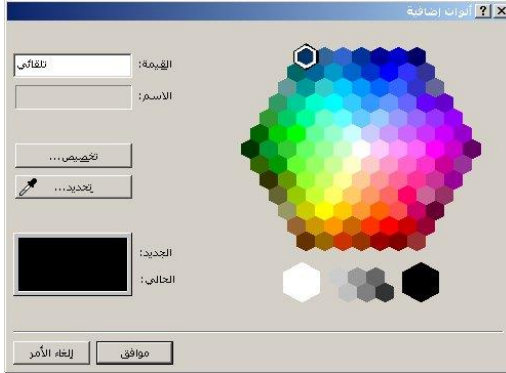 ألوان إضافية
القيمة: تلقائي
الاسم:
تخصيص...
تحديد...
الجديد:
الحالي:
موافق
إلغاء الأمر